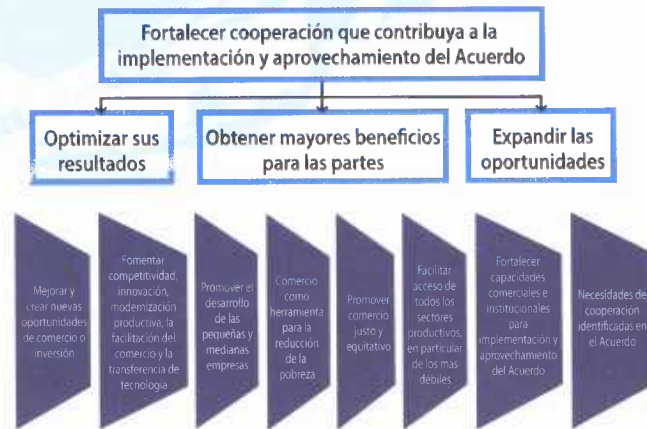 Fortalecer cooperación que contribuya a la
implementación y aprovechamiento del Acuerdo
Optimizar sus
resultados
Obtener mayores beneficios
para las partes
Expandir las
oportunidades
Mejorar y
crear nuevas
oportunidades
de comercio o
inversión
Fomentar
competitividad,
innovación,
modernización
productiva, la
facilitación del
comercio y la
transferencia de
tecnología
Promover el
desarrollo
de las
pequeñas y
medianas
empresas
Comercio
como
herramienta
para la
reducción
de la
pobreza
Promover
comercio
justo y
equitativo
Facilitar
acceso de
todos los
sectores
productivos,
en particular
de los mas
débiles
Fortalecer
capacidades
comerciales e
institucionales
para
implementación y
aprovechamiento
del Acuerdo
Necesidades de
cooperación
identificadas en
el Acuerdo